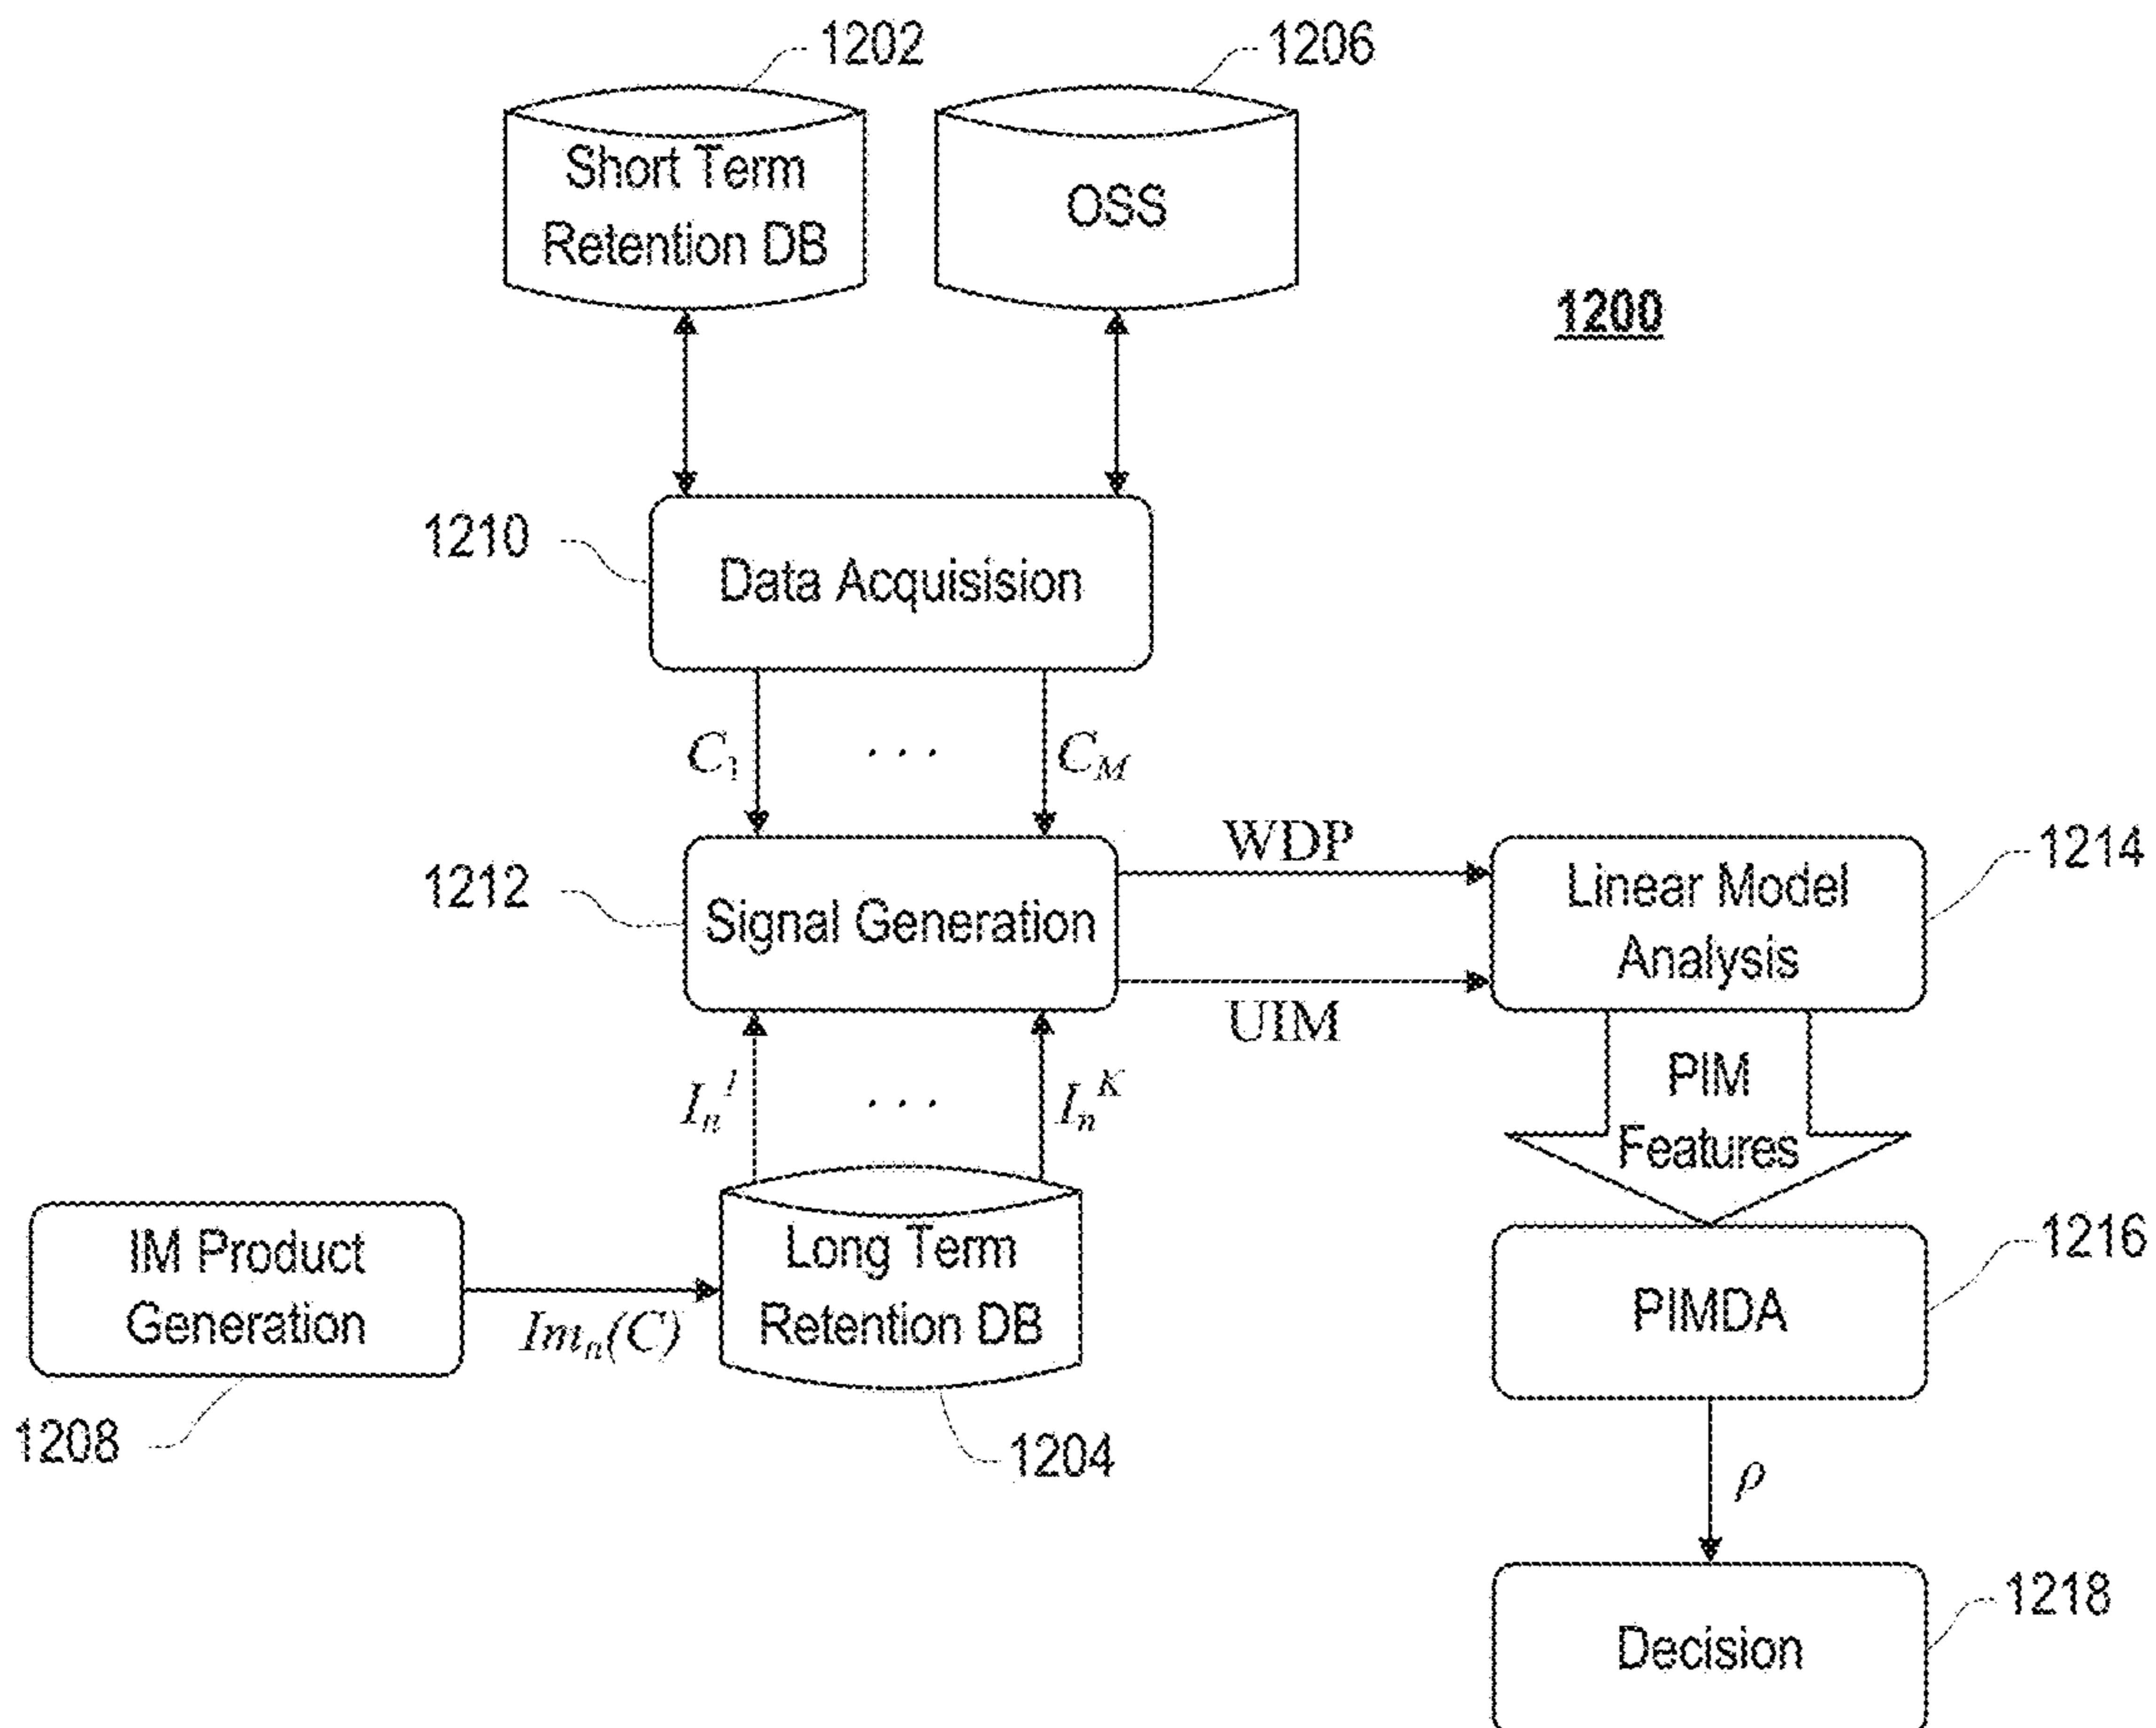 1202
1206
Short Term
Retention DB
OSS
1200
1210
Data Acquisision
C₁
. . .
C_M
WDP
1214
1212
Signal Generation
Linear Model
Analysis
UIM
PIM
Features
Iₙ¹
. . .
Iₙᴷ
IM Product
Generation
Imₙ(C)
Long Term
Retention DB
1216
PIMDA
1208
1204
ρ
1218
Decision